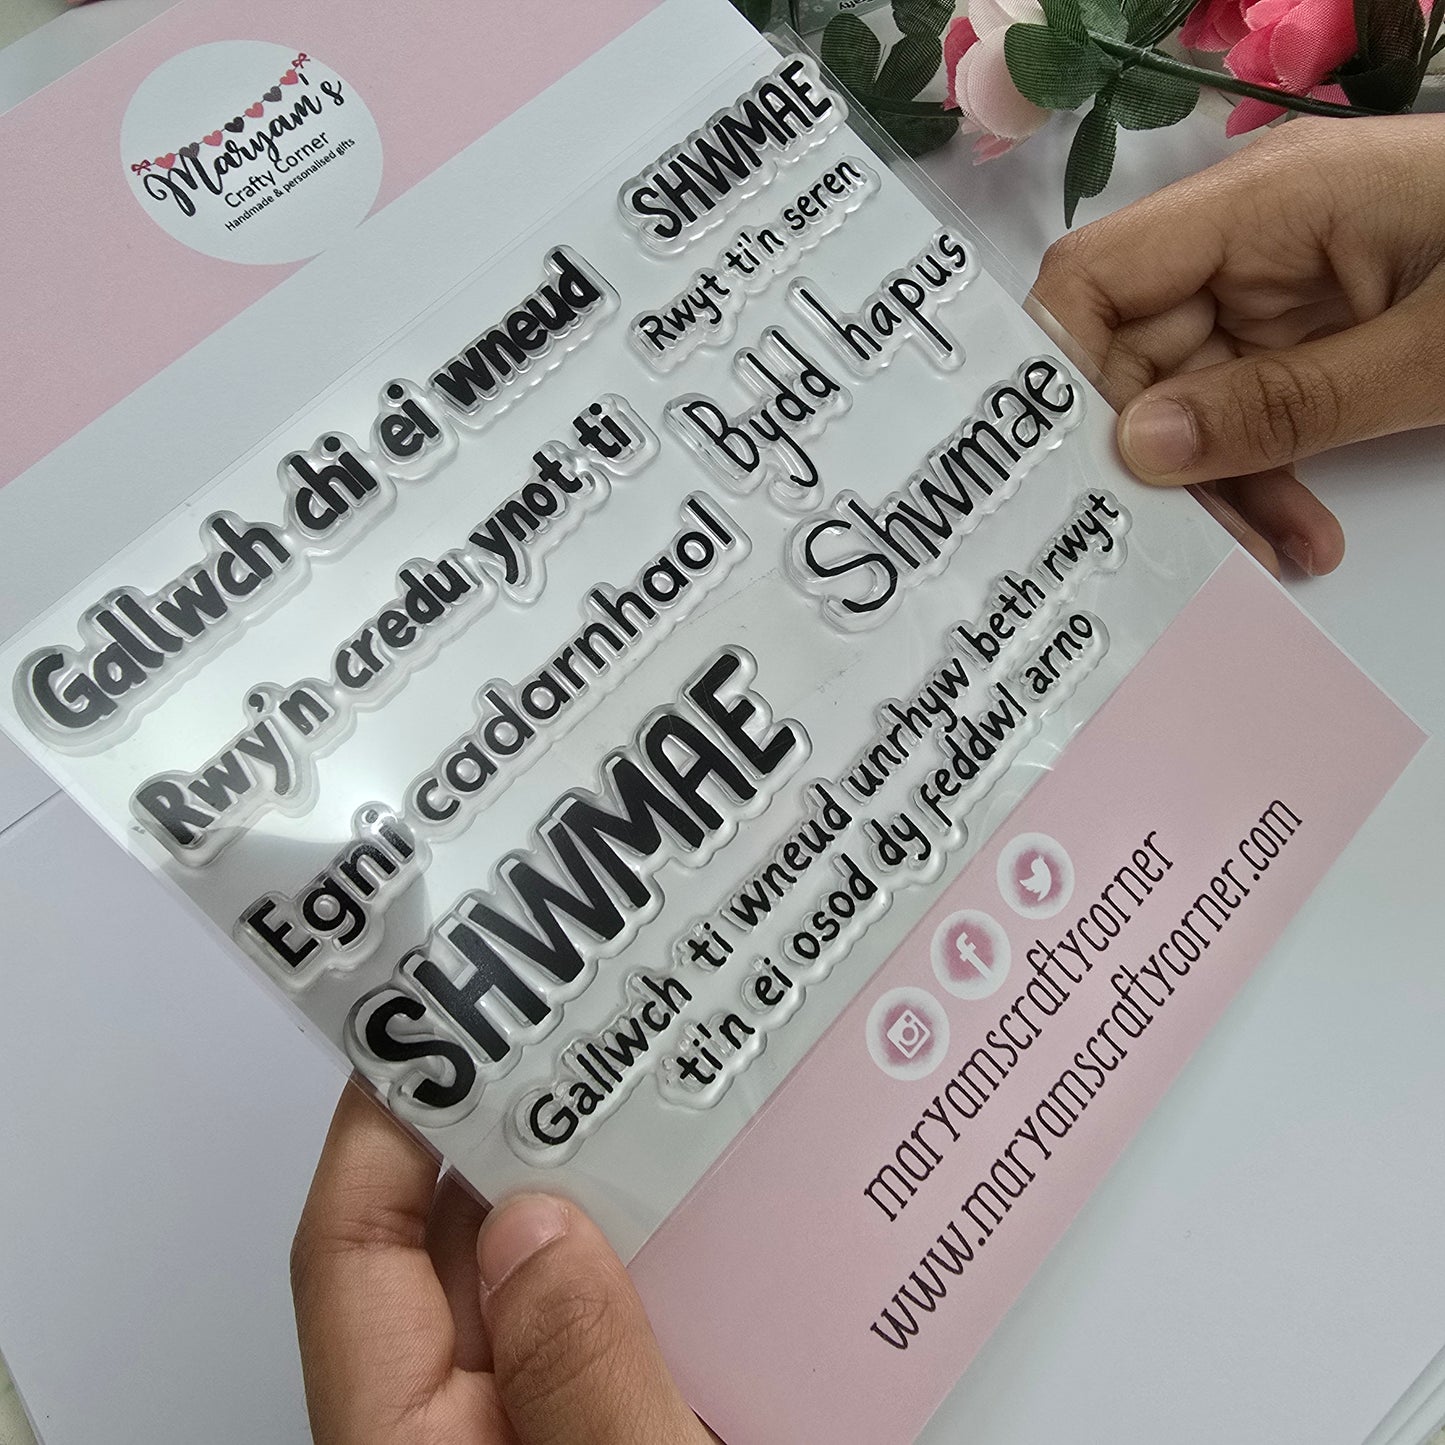 Maryam's
Crafty Corner
Handmade & personalised gifts
SHWMAE
Rwyt ti'n seren
Bydd hapus
Shwmae
Gallwch chi ei wneud
Rwy'n credu ynot ti
Egni cadarnhaol
SHWMAE
Gallwch ti wneud unrhyw beth rwyt
ti'n ei osod dy feddwl arno
maryamscraftycorner
www.maryamscraftycorner.com